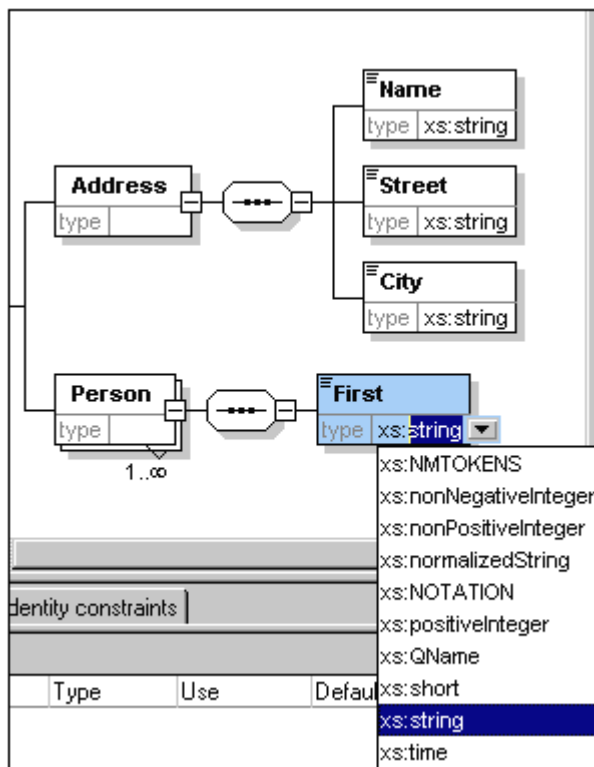 Name
type xs:string
Address
type
Street
type xs:string
City
type xs:string
Person
type
1..∞
First
type xs:string
xs:NMTOKENS
xs:nonNegativeInteger
xs:nonPositiveInteger
xs:normalizedString
xs:NOTATION
xs:positiveInteger
xs:QName
xs:short
xs:string
xs:time
dentity constraints
Type Use Defaul